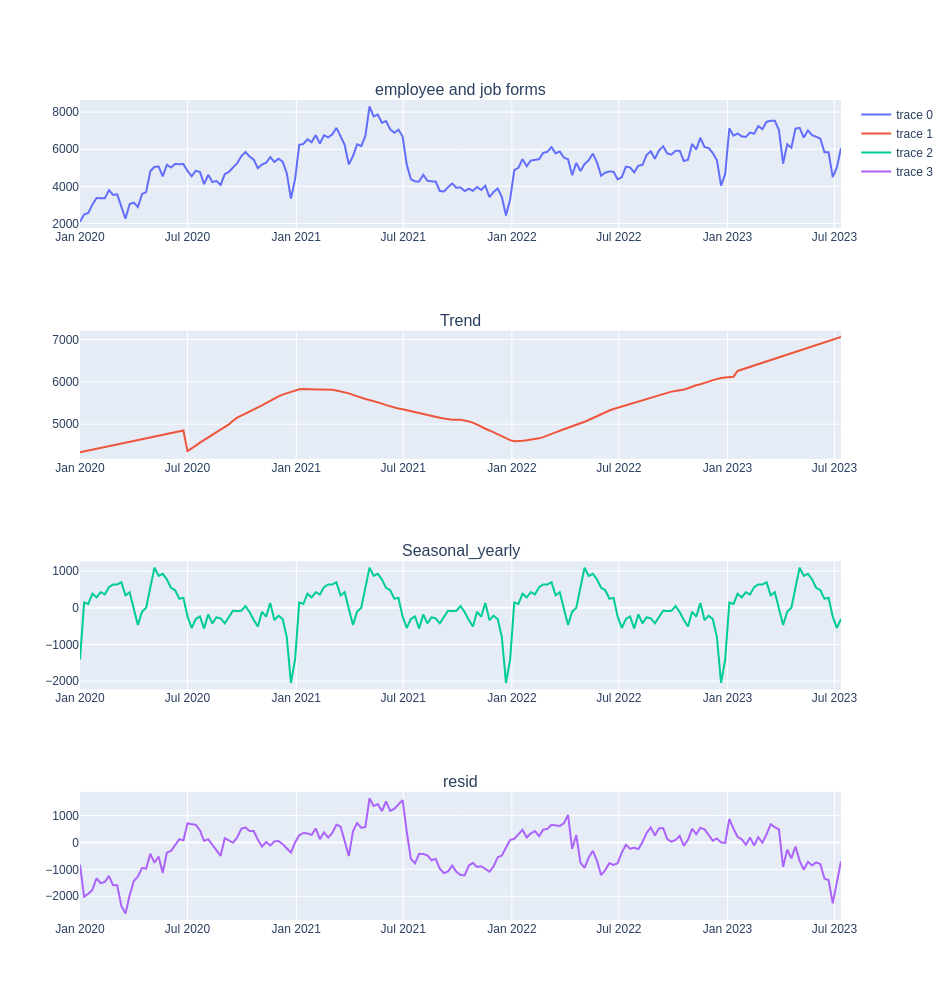 employee and job forms
8000
6000
4000
2000
Jan 2020 Jul 2020 Jan 2021 Jul 2021 Jan 2022 Jul 2022 Jan 2023 Jul 2023
trace 0
trace 1
trace 2
trace 3
Trend
7000
6000
5000
Jan 2020 Jul 2020 Jan 2021 Jul 2021 Jan 2022 Jul 2022 Jan 2023 Jul 2023
Seasonal_yearly
1000
0
−1000
−2000
Jan 2020 Jul 2020 Jan 2021 Jul 2021 Jan 2022 Jul 2022 Jan 2023 Jul 2023
resid
1000
0
−1000
−2000
Jan 2020 Jul 2020 Jan 2021 Jul 2021 Jan 2022 Jul 2022 Jan 2023 Jul 2023